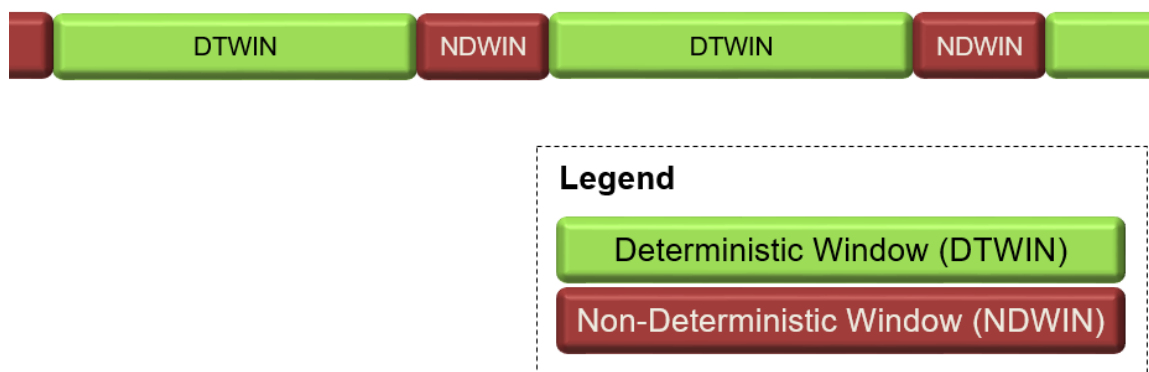 DTWIN NDWIN DTWIN NDWIN
Legend
Deterministic Window (DTWIN)
Non-Deterministic Window (NDWIN)